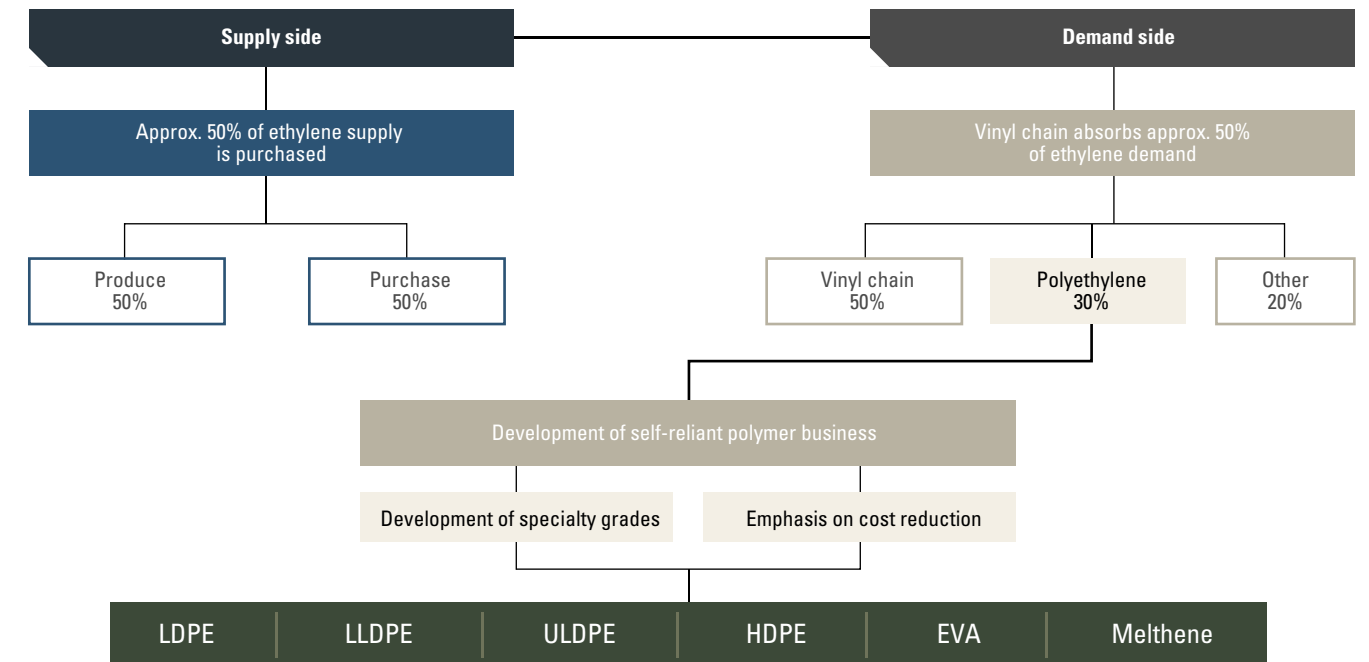 Supply side
Demand side
Approx. 50% of ethylene supply
is purchased
Vinyl chain absorbs approx. 50%
of ethylene demand
Produce
50%
Purchase
50%
Vinyl chain
50%
Polyethylene
30%
Other
20%
Development of self-reliant polymer business
Development of specialty grades
Emphasis on cost reduction
LDPE
LLDPE
ULDPE
HDPE
EVA
Melthene